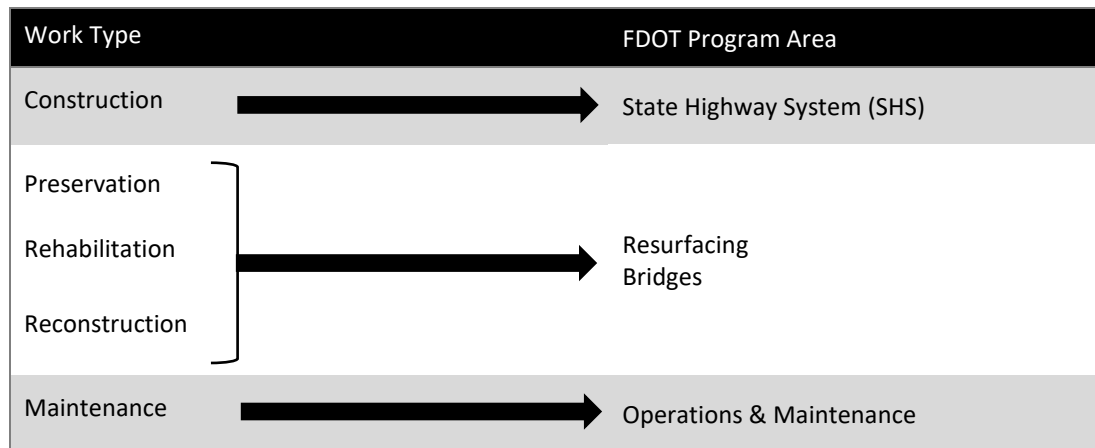 Work Type
FDOT Program Area
Construction
State Highway System (SHS)
Preservation
Rehabilitation
Reconstruction
Resurfacing
Bridges
Maintenance
Operations & Maintenance